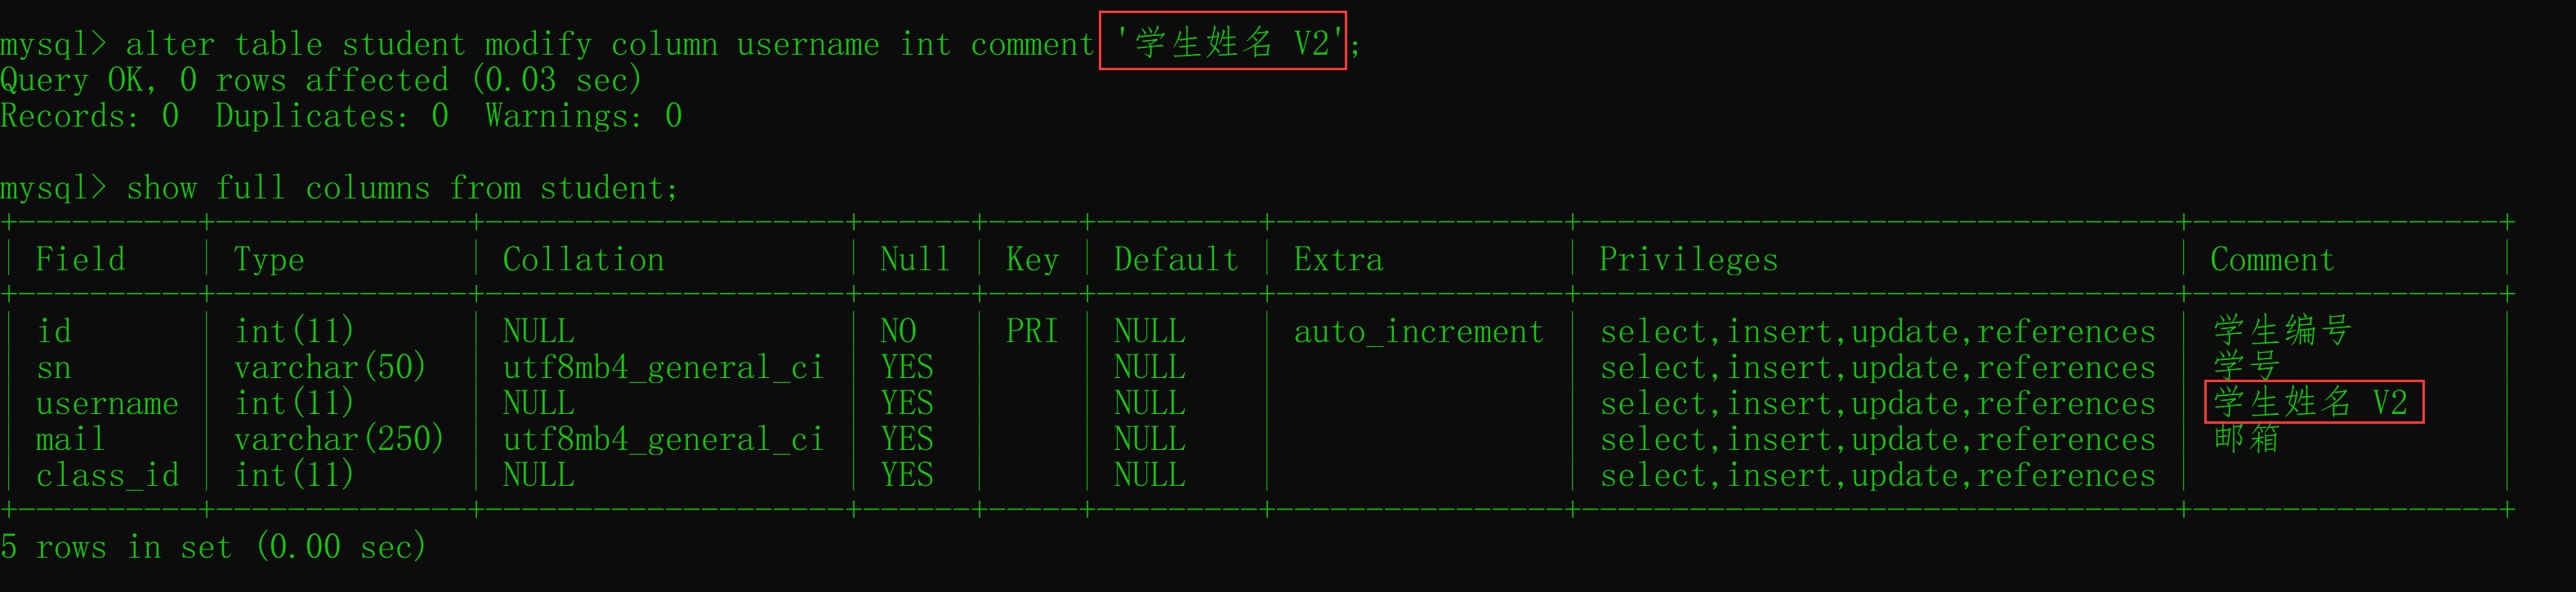 mysql> alter table student modify column username int comment '学生姓名 V2';
Query OK, 0 rows affected (0.03 sec)
Records: 0  Duplicates: 0  Warnings: 0
mysql> show full columns from student;
+----------+--------------+--------------------+------+-----+---------+----------------+---------------------------------+-----------------+
| Field    | Type         | Collation          | Null | Key | Default | Extra          | Privileges                      | Comment         |
+----------+--------------+--------------------+------+-----+---------+----------------+---------------------------------+-----------------+
| id       | int(11)      | NULL               | NO   | PRI | NULL    | auto_increment | select,insert,update,references | 学生编号        |
| sn       | varchar(50)  | utf8mb4_general_ci | YES  |     | NULL    |                | select,insert,update,references | 学号            |
| username | int(11)      | NULL               | YES  |     | NULL    |                | select,insert,update,references | 学生姓名 V2     |
| mail     | varchar(250) | utf8mb4_general_ci | YES  |     | NULL    |                | select,insert,update,references | 邮箱            |
| class_id | int(11)      | NULL               | YES  |     | NULL    |                | select,insert,update,references |                 |
+----------+--------------+--------------------+------+-----+---------+----------------+---------------------------------+-----------------+
5 rows in set (0.00 sec)